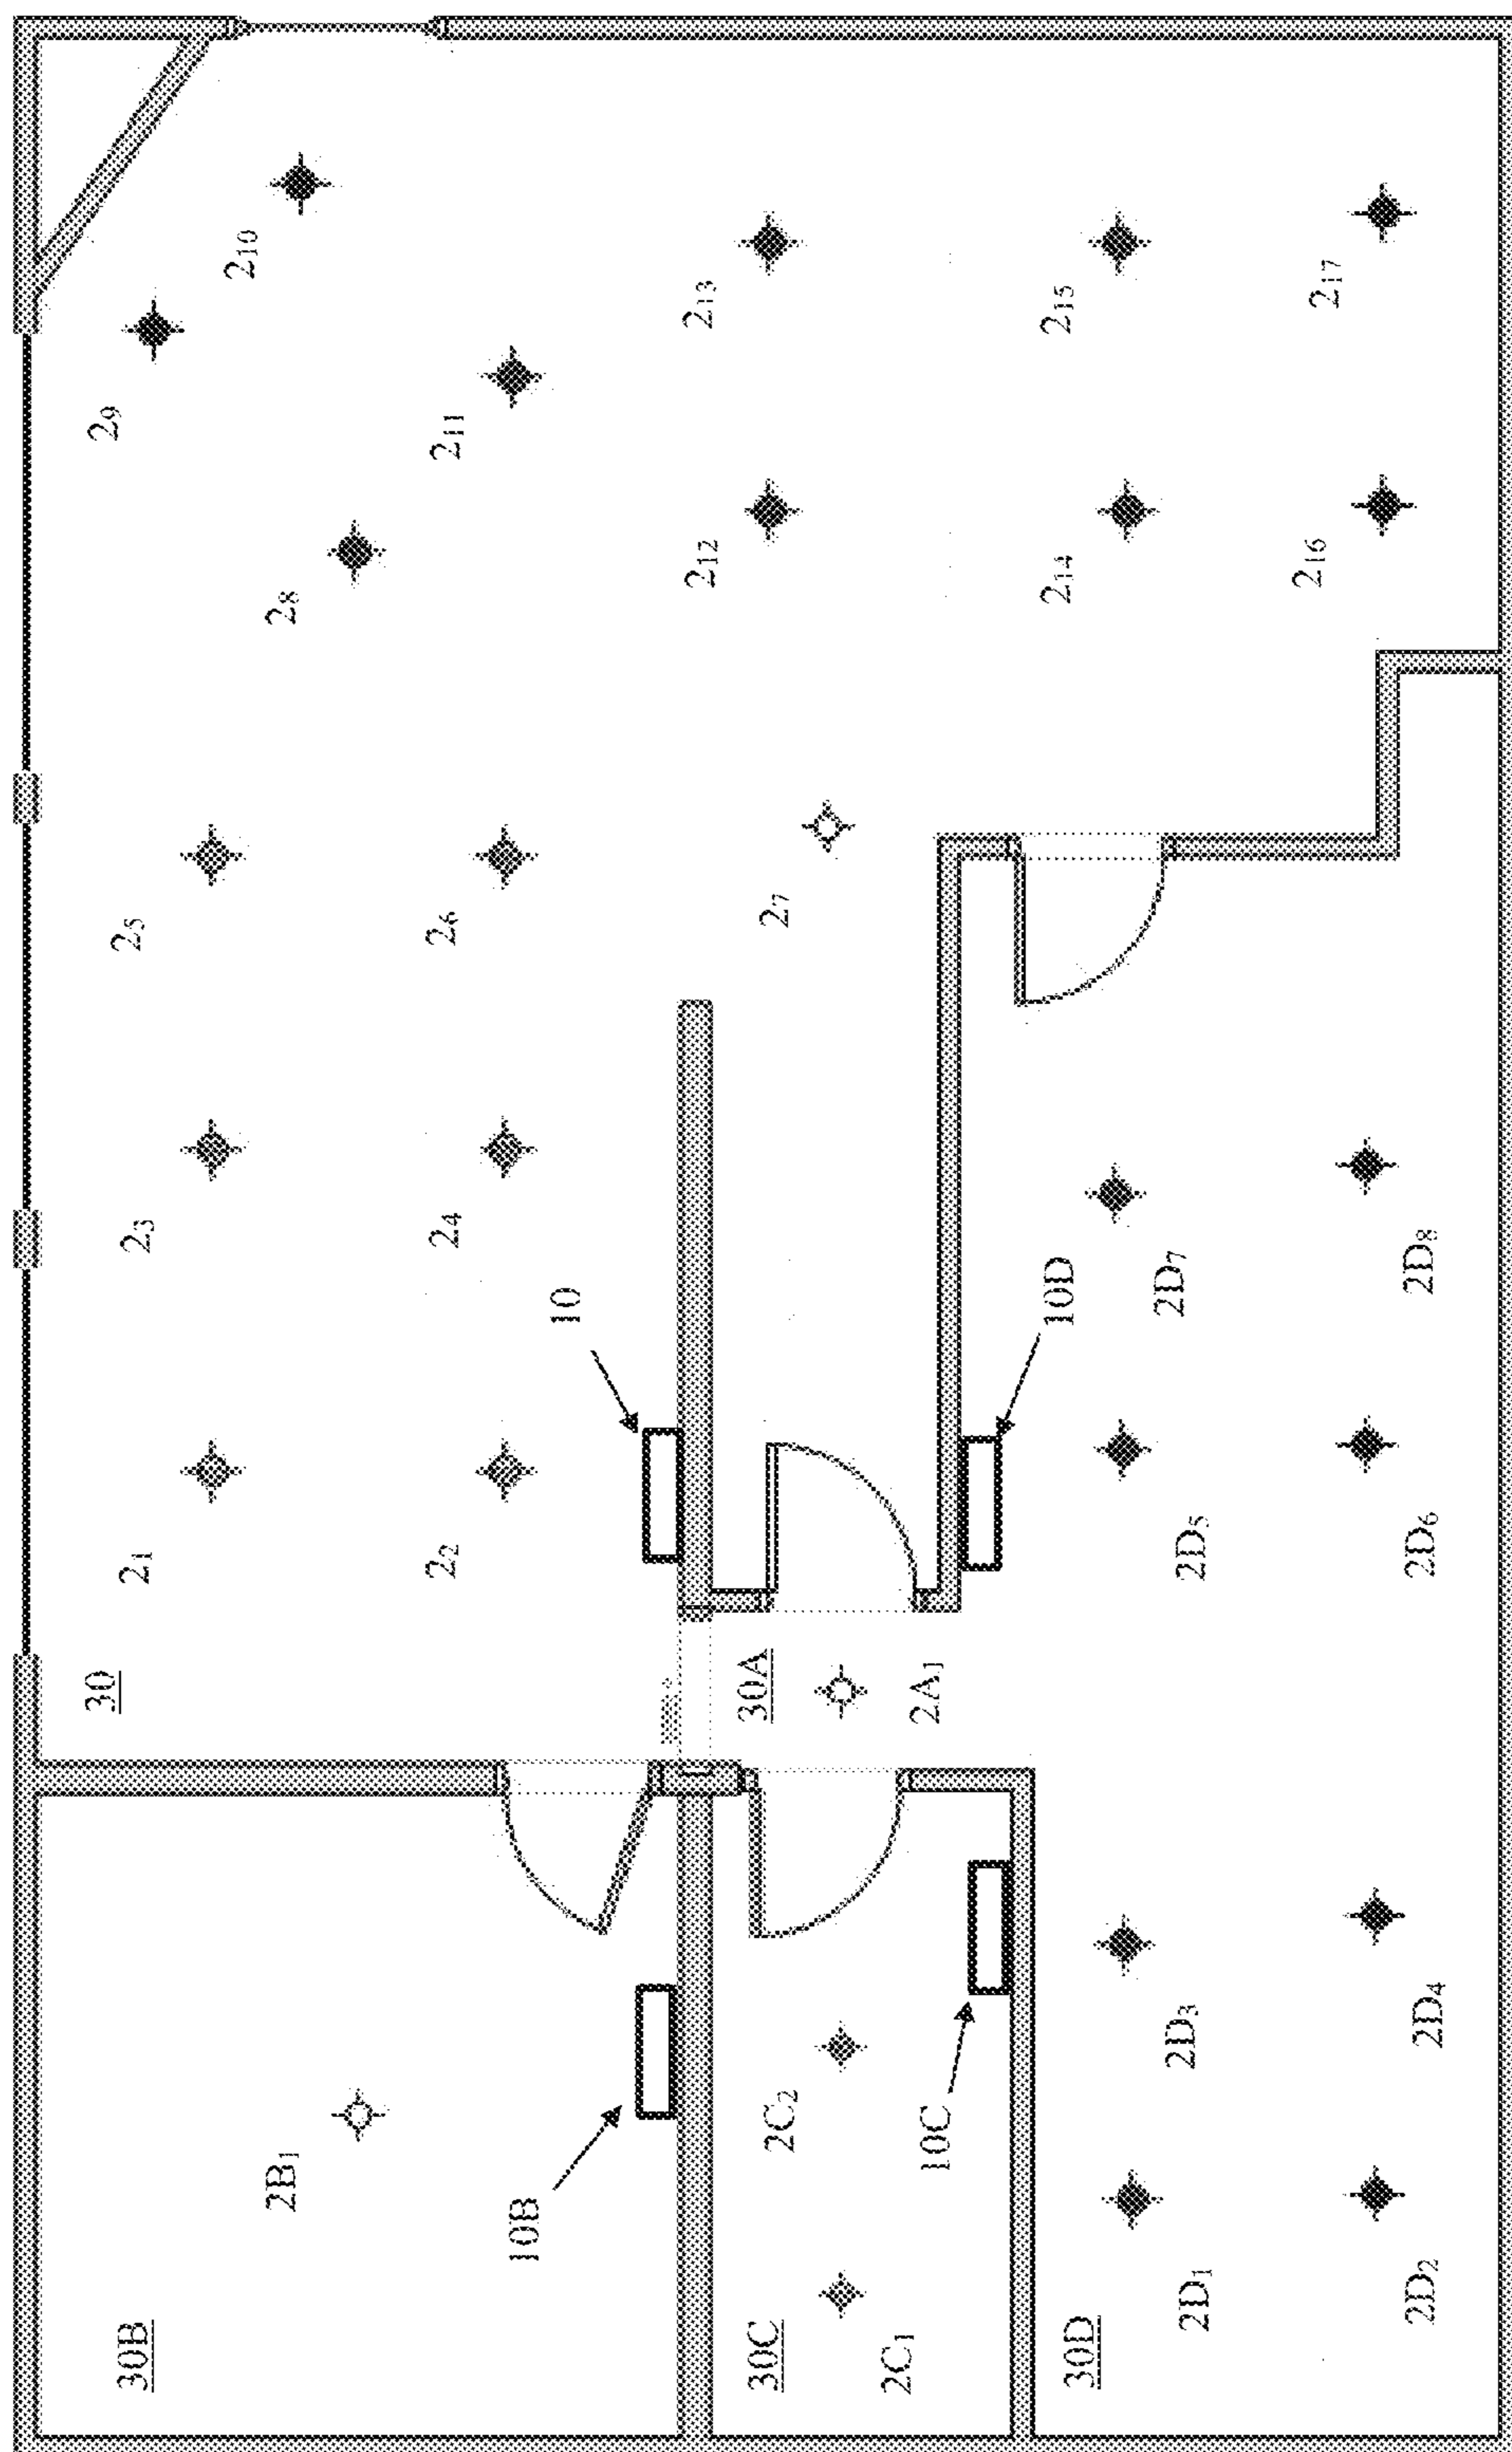 30B
2B₁
10B
30
2₁
2₃
2₅
2₈
2₉
2₁₀
2₂
2₄
2₆
2₁₁
10
30C
2C₁
2C₂
10C
30A
2A₁
2₇
2₁₂
2₁₃
30D
2D₁
2D₃
2D₅
10D
2D₇
2₁₄
2₁₅
2D₂
2D₄
2D₆
2D₈
2₁₆
2₁₇